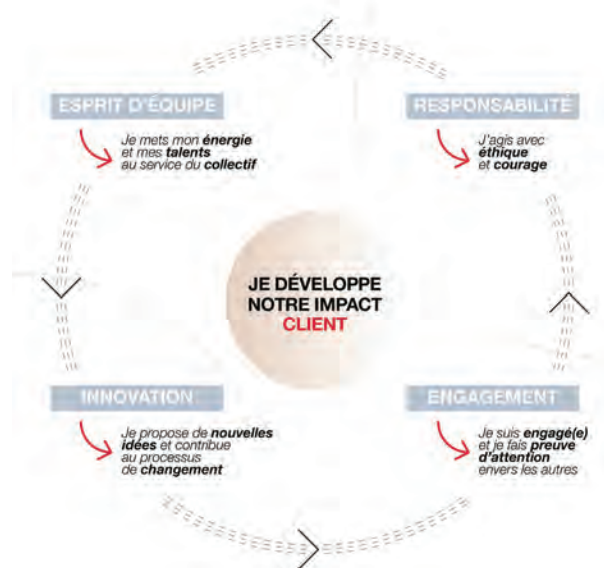 ESPRIT D'ÉQUIPE
Je mets mon énergie
et mes talents
au service du collectif
RESPONSABILITÉ
J'agis avec
éthique
et courage
JE DÉVELOPPE
NOTRE IMPACT
CLIENT
INNOVATION
Je propose de nouvelles
idées et contribue
au processus
de changement
ENGAGEMENT
Je suis engagé(e)
et je fais preuve
d'attention
envers les autres